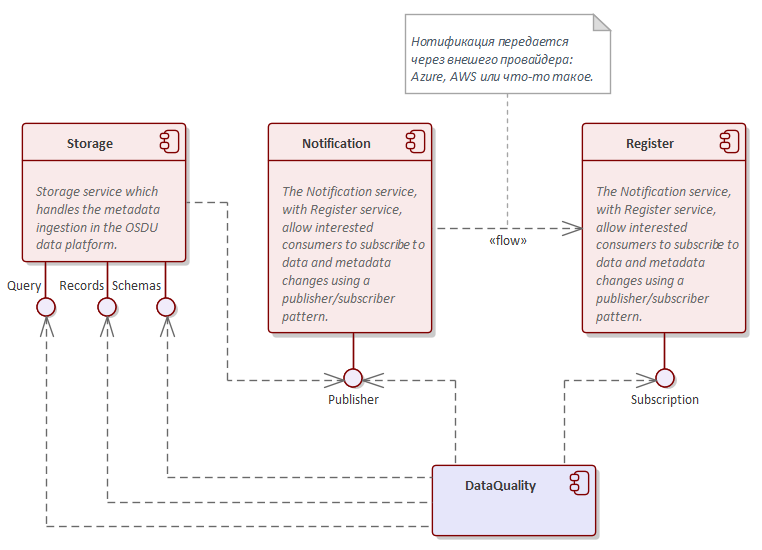 Нотификация передается
через внешего провайдера:
Azure, AWS или что-то такое.
Storage
Storage service which
handles the metadata
ingestion in the OSDU
data platform.
Notification
The Notification service,
with Register service,
allow interested
consumers to subscribe to
data and metadata
changes using a
publisher/subscriber
pattern.
«flow»
Register
The Notification service,
with Register service,
allow interested
consumers to subscribe to
data and metadata
changes using a
publisher/subscriber
pattern.
Query
Records
Schemas
Publisher
Subscription
DataQuality